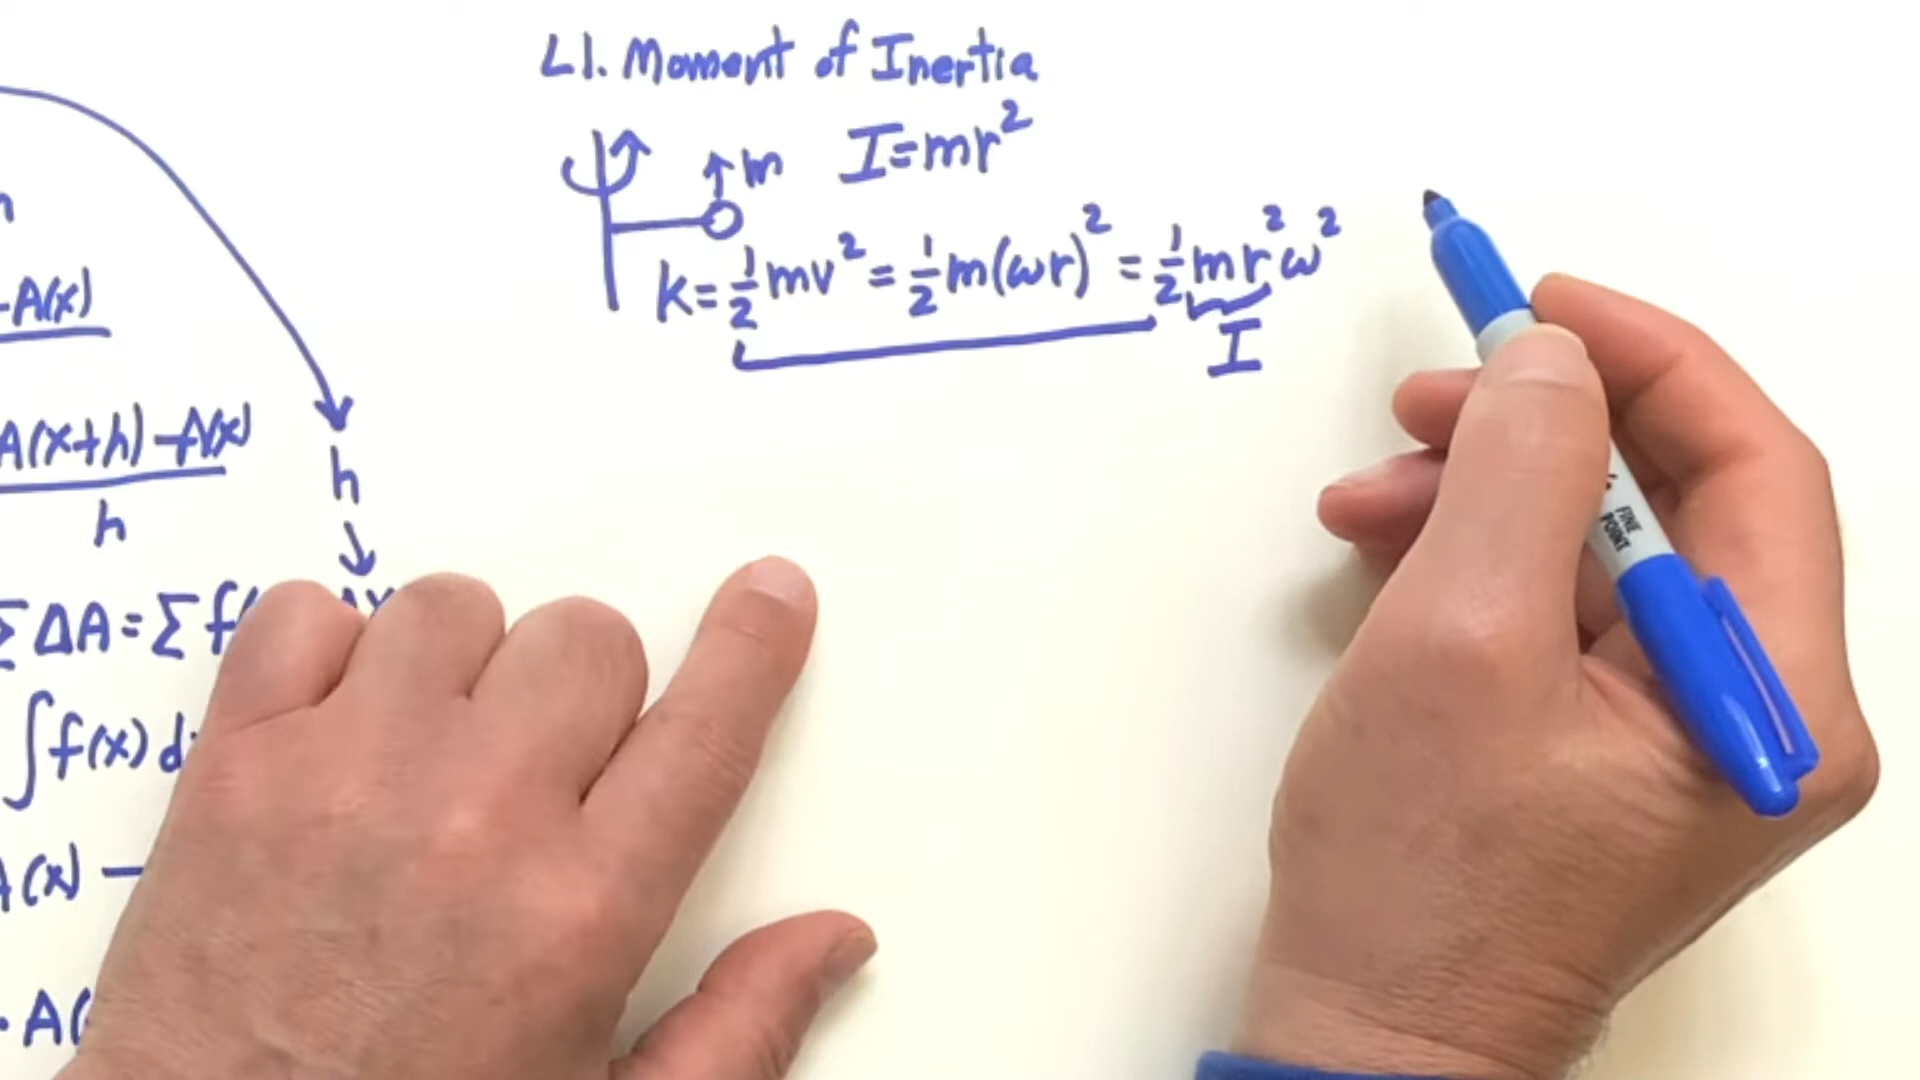 L1. Moment of Inertia
I=mr²
m
K=½mv²=½m(ωr)²=½mr²ω²
I
h
-A(x)
A(x+h)-A(x)
h
h
ΣΔA=Σf(
∫f(x)d
A(x) —
A(
FINE
POINT